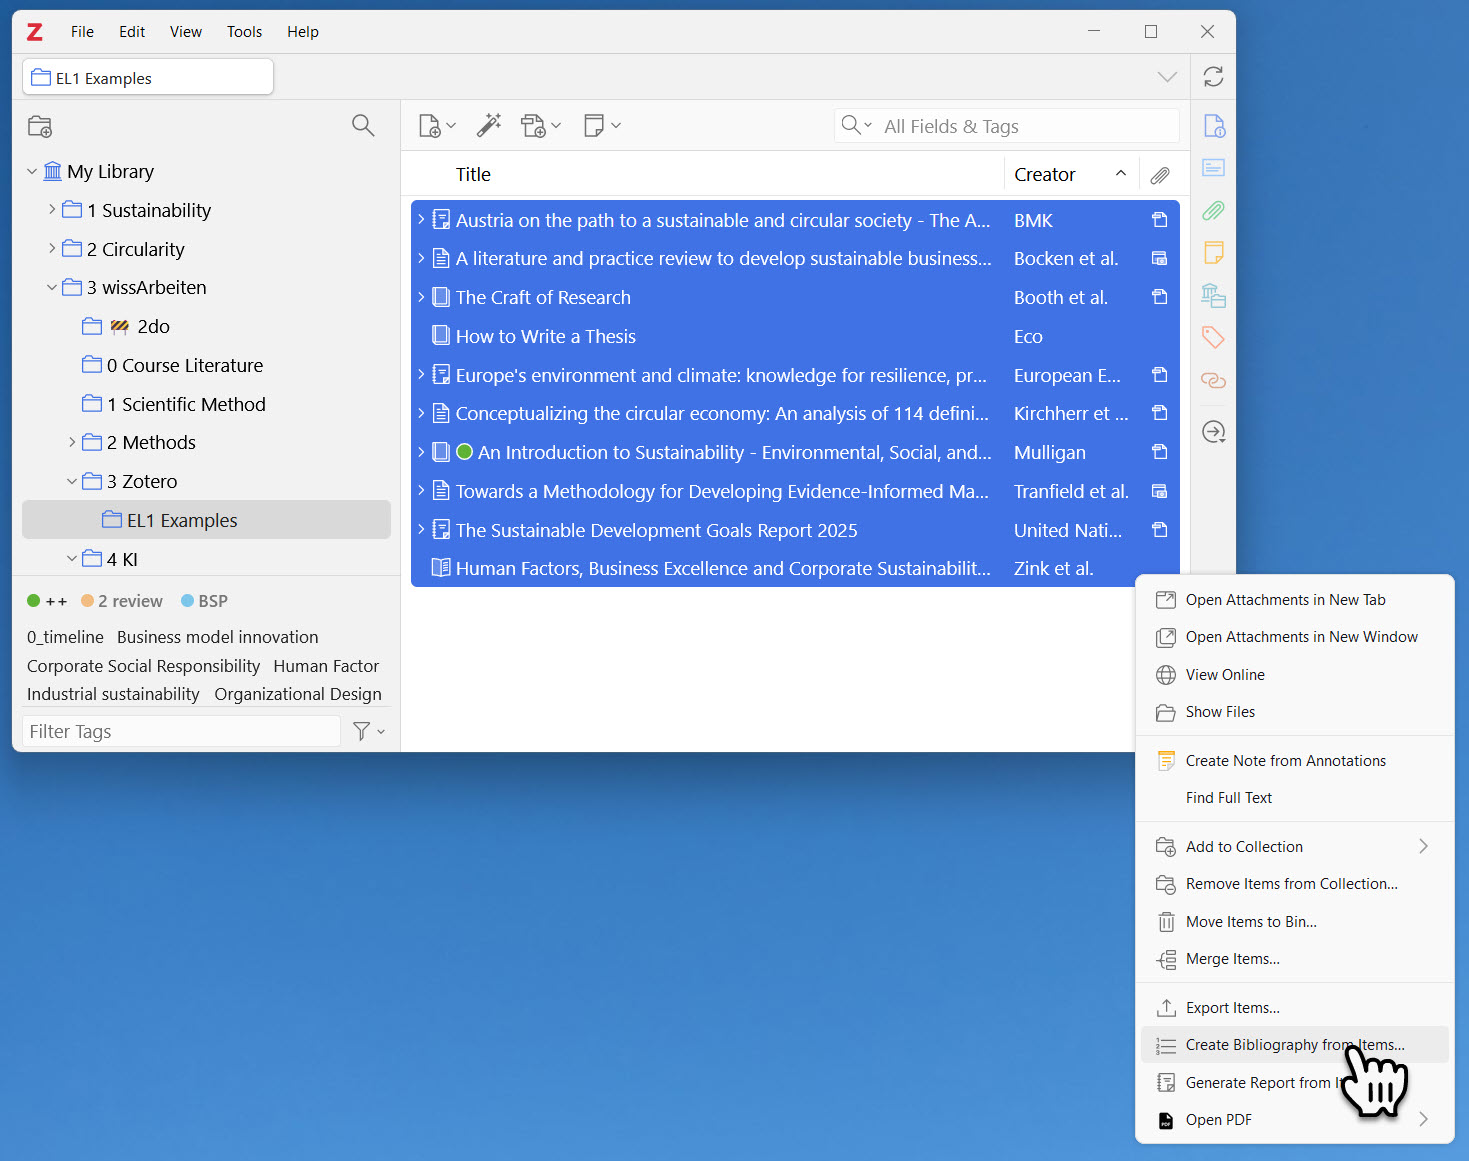 Z File Edit View Tools Help
EL1 Examples
All Fields & Tags
My Library
1 Sustainability
2 Circularity
3 wissArbeiten
2do
0 Course Literature
1 Scientific Method
2 Methods
3 Zotero
EL1 Examples
4 KI
++ 2 review BSP
0_timeline Business model innovation
Corporate Social Responsibility Human Factor
Industrial sustainability Organizational Design
Filter Tags
Title Creator
Austria on the path to a sustainable and circular society - The A... BMK
A literature and practice review to develop sustainable business... Bocken et al.
The Craft of Research Booth et al.
How to Write a Thesis Eco
Europe's environment and climate: knowledge for resilience, pr... European E...
Conceptualizing the circular economy: An analysis of 114 defini... Kirchherr et ...
An Introduction to Sustainability - Environmental, Social, and... Mulligan
Towards a Methodology for Developing Evidence-Informed Ma... Tranfield et al.
The Sustainable Development Goals Report 2025 United Nati...
Human Factors, Business Excellence and Corporate Sustainabilit... Zink et al.
Open Attachments in New Tab
Open Attachments in New Window
View Online
Show Files
Create Note from Annotations
Find Full Text
Add to Collection
Remove Items from Collection...
Move Items to Bin...
Merge Items...
Export Items...
Create Bibliography from Items...
Generate Report from
Open PDF